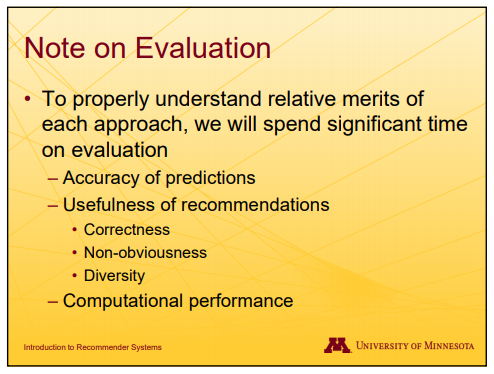 Note on Evaluation
• To properly understand relative merits of
each approach, we will spend significant time
on evaluation
– Accuracy of predictions
– Usefulness of recommendations
• Correctness
• Non-obviousness
• Diversity
– Computational performance
Introduction to Recommender Systems
M UNIVERSITY OF MINNESOTA